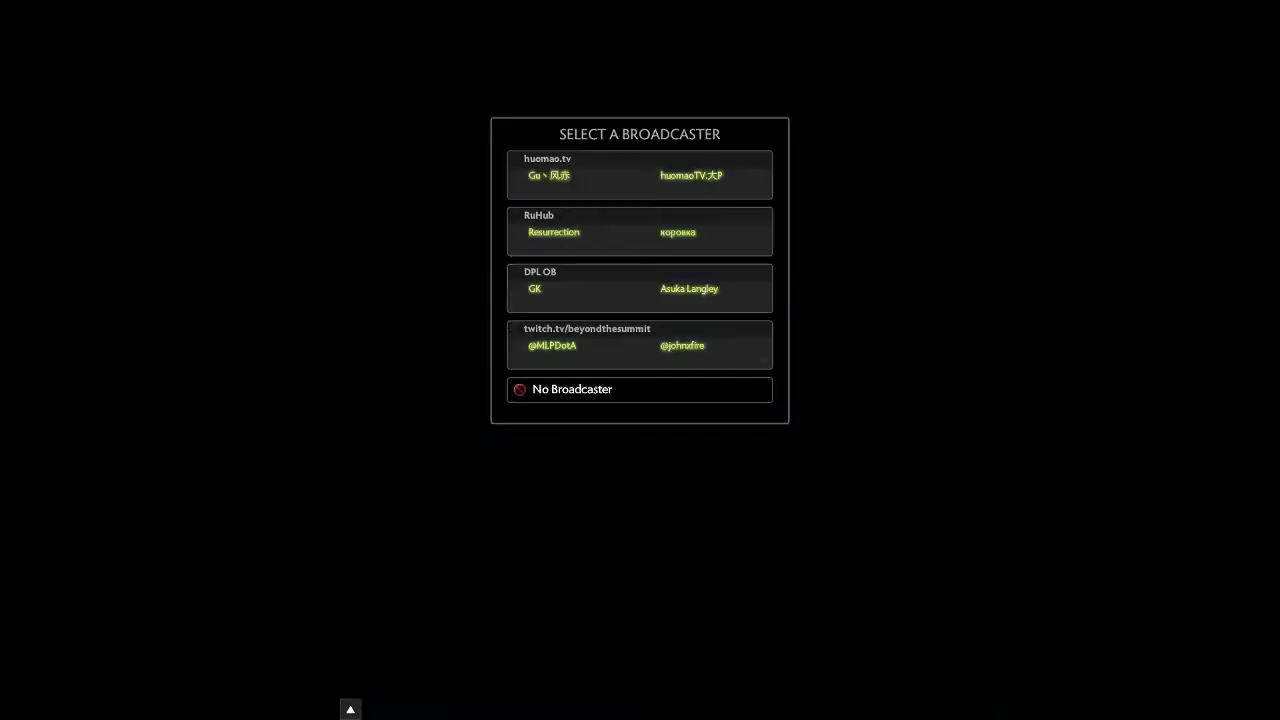 SELECT A BROADCASTER
huomao.tv
Gu丶风赤 huomaoTV.大P
RuHub
Resurrection коровка
DPL OB
GK Asuka Langley
twitch.tv/beyondthesummit
@MLPDotA @johnxfire
No Broadcaster